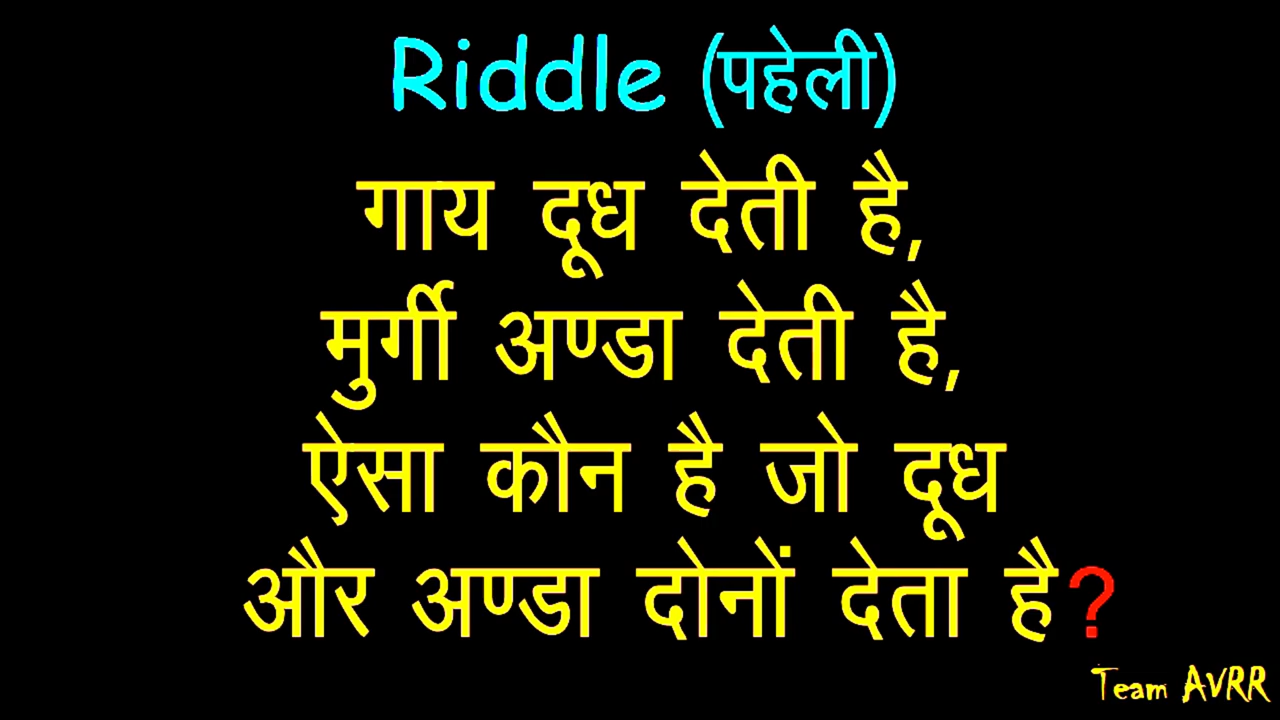 Riddle (पहेली)
गाय दूध देती है,
मुर्गी अण्डा देती है,
ऐसा कौन है जो दूध
और अण्डा दोनों देता है?
Team AVRR